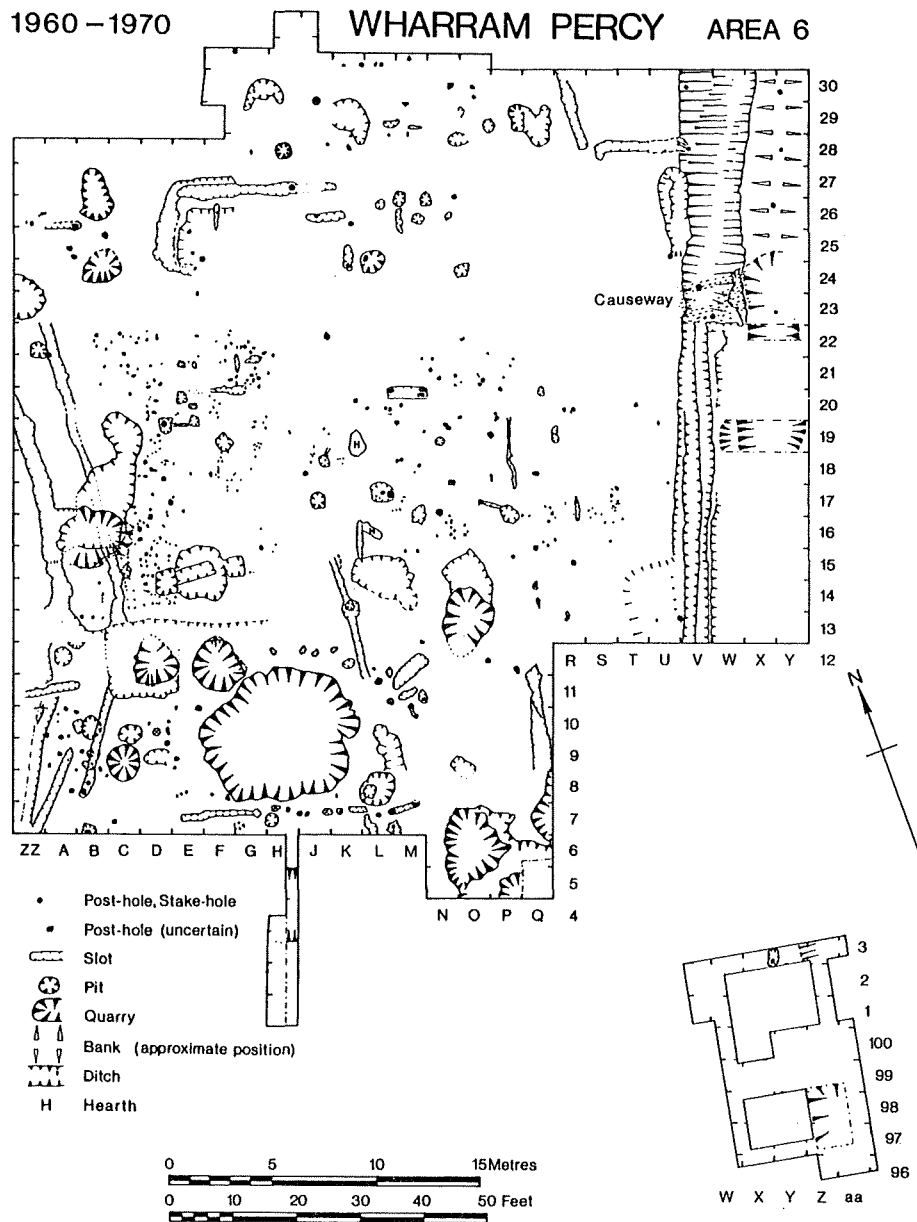 1960-1970 WHARRAM PERCY AREA 6
30
29
28
27
26
25
24
Causeway
23
22
21
20
19
H
18
17
H
16
15
14
13
R S T U V W X Y 12
11
N
10
9
8
7
ZZ A B C D E F G H J K L M 6
5
N O P Q 4
Post-hole, Stake-hole
Post-hole (uncertain)
Slot
Pit
Quarry
Bank (approximate position)
Ditch
H Hearth
3
2
1
100
99
98
97
96
W X Y Z aa
0 5 10 15 Metres
0 10 20 30 40 50 Feet